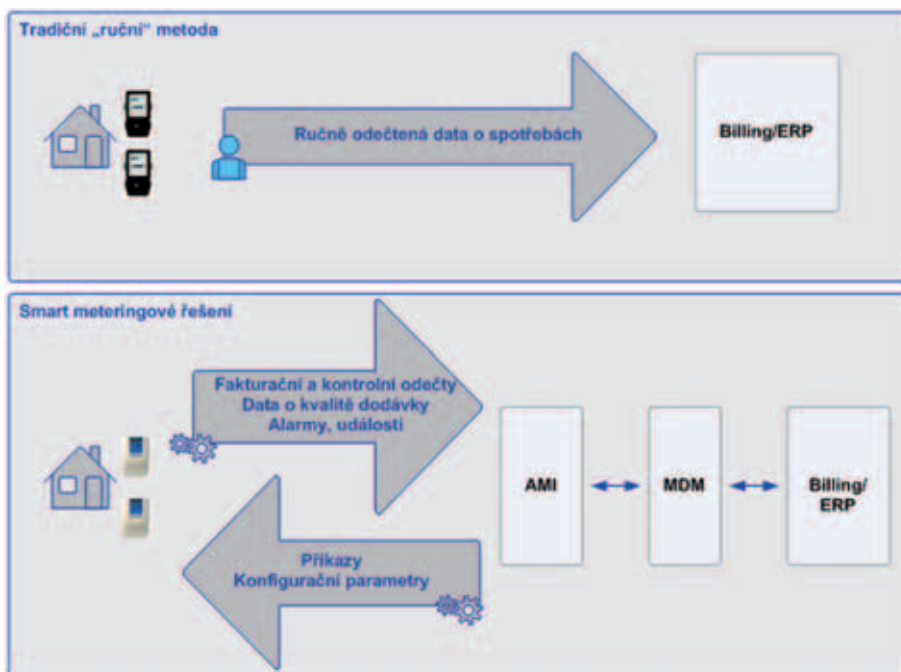 Tradiční „ruční“ metoda
Ručně odečtená data o spotřebách
Billing/ERP
Smart meteringové řešení
Fakturační a kontrolní odečty
Data o kvalitě dodávky
Alarmy, události
AMI
MDM
Billing/
ERP
Příkazy
Konfigurační parametry